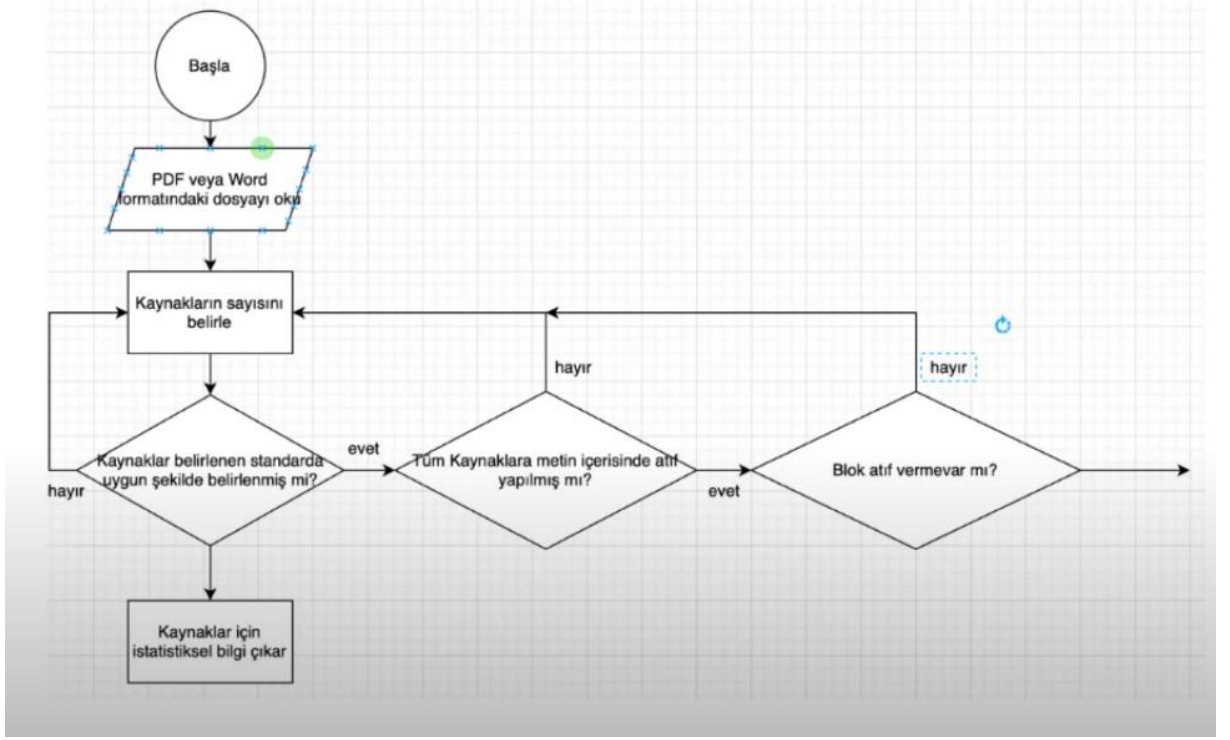 Başla
PDF veya Word
formatındaki dosyayı oku
Kaynakların sayısını
belirle
hayır
hayır
evet
Kaynaklar belirlenen standarda
uygun şekilde belirlenmiş mi?
hayır
Tüm Kaynaklara metin içerisinde atıf
yapılmış mı?
evet
Blok atıf vermevar mı?
Kaynaklar için
istatistiksel bilgi çıkar